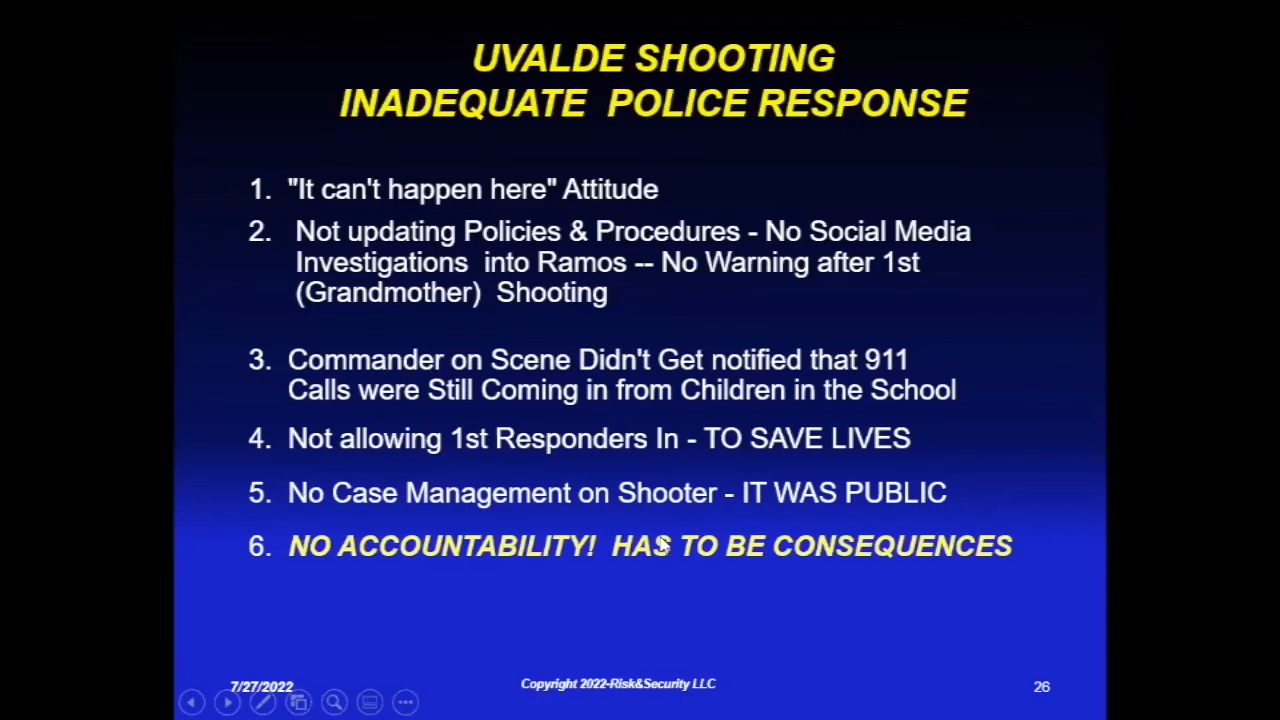 UVALDE SHOOTING
INADEQUATE POLICE RESPONSE
1. "It can't happen here" Attitude
2. Not updating Policies & Procedures - No Social Media
Investigations into Ramos -- No Warning after 1st
(Grandmother) Shooting
3. Commander on Scene Didn't Get notified that 911
Calls were Still Coming in from Children in the School
4. Not allowing 1st Responders In - TO SAVE LIVES
5. No Case Management on Shooter - IT WAS PUBLIC
6. NO ACCOUNTABILITY! HAS TO BE CONSEQUENCES
7/27/2022
Copyright 2022-Risk&Security LLC
26